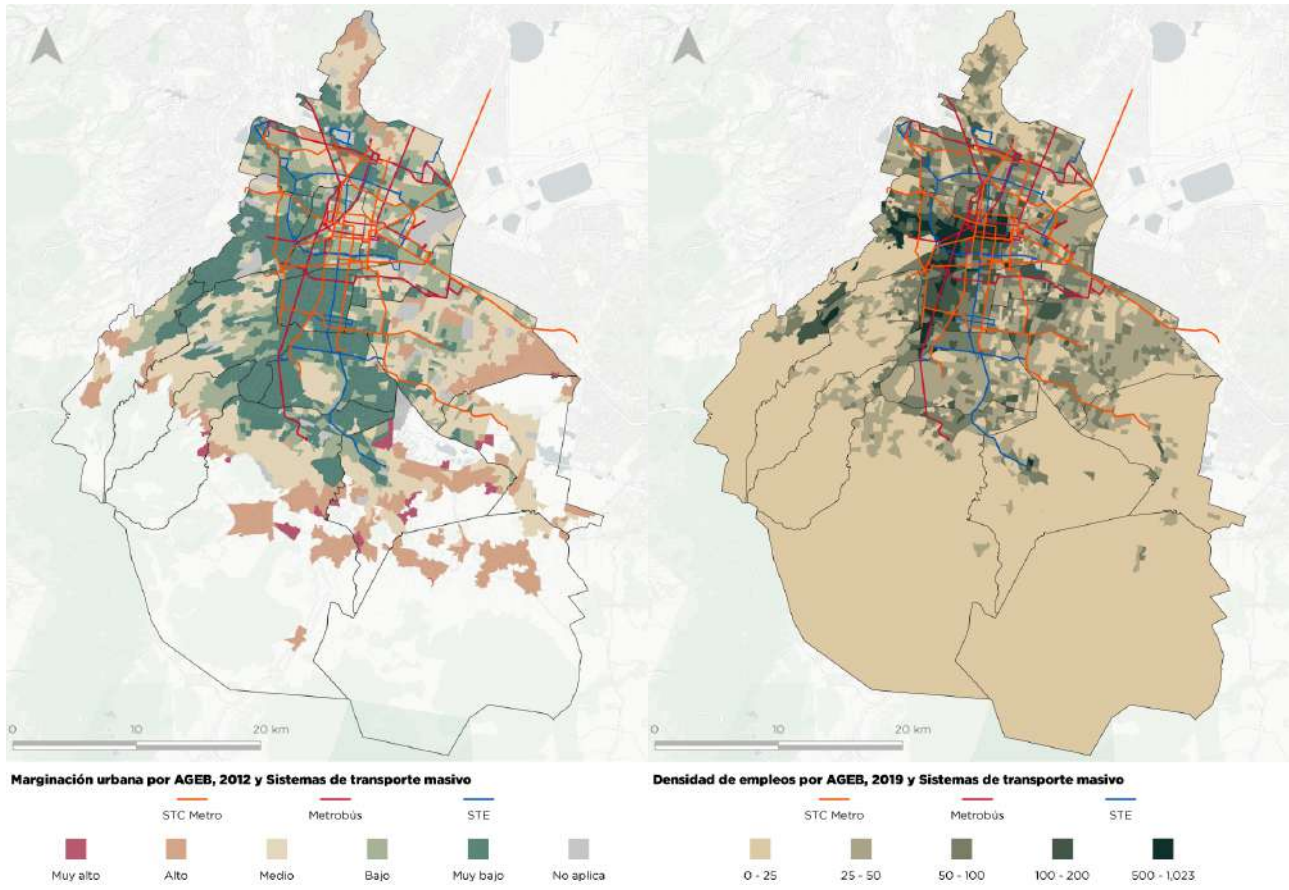 0 10 20 km
Marginación urbana por AGEB, 2012 y Sistemas de transporte masivo
STC Metro Metrobús STE
Muy alto Alto Medio Bajo Muy bajo No aplica
0 10 20 km
Densidad de empleos por AGEB, 2019 y Sistemas de transporte masivo
STC Metro Metrobús STE
0 - 25 25 - 50 50 - 100 100 - 200 500 - 1,023